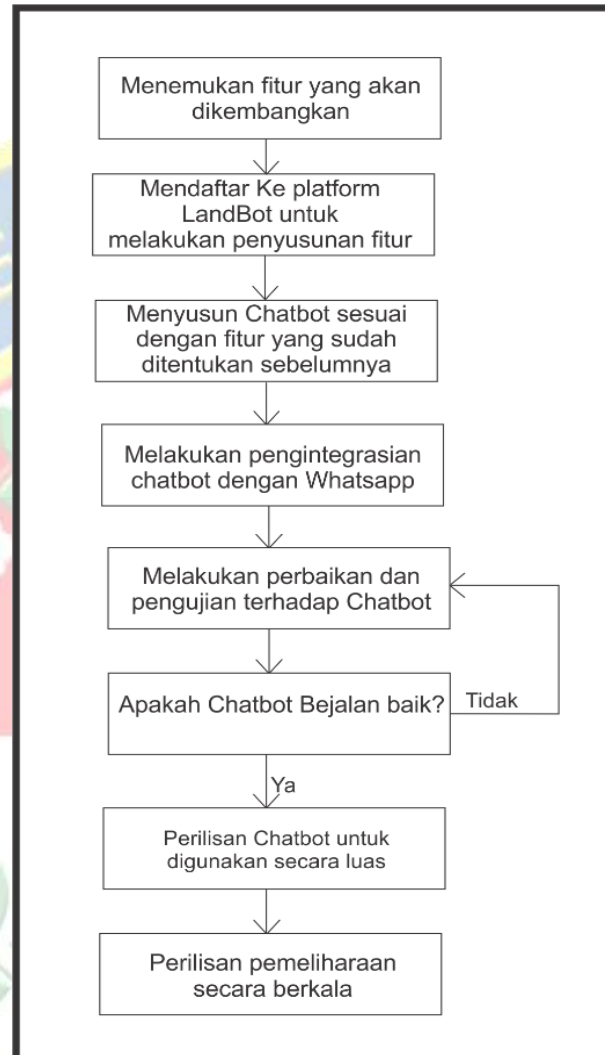 Menemukan fitur yang akan
dikembangkan
Mendaftar Ke platform
LandBot untuk
melakukan penyusunan fitur
Menyusun Chatbot sesuai
dengan fitur yang sudah
ditentukan sebelumnya
Melakukan pengintegrasian
chatbot dengan Whatsapp
Melakukan perbaikan dan
pengujian terhadap Chatbot
Apakah Chatbot Bejalan baik?
Tidak
Ya
Perilisan Chatbot untuk
digunakan secara luas
Perilisan pemeliharaan
secara berkala